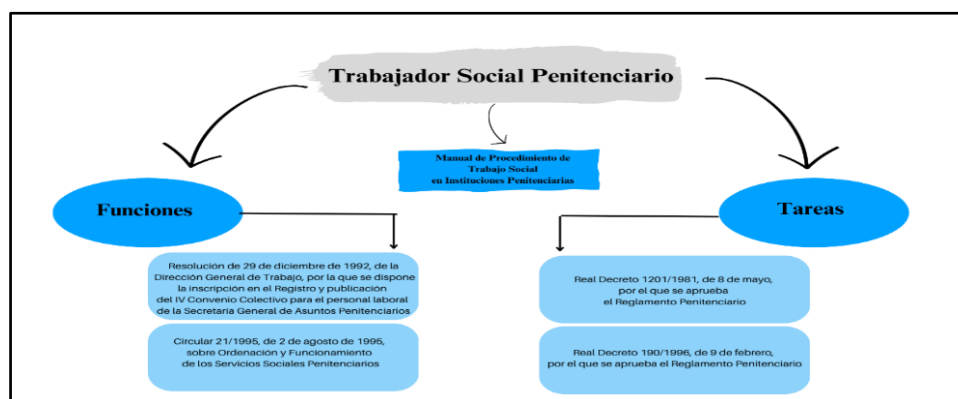 Trabajador Social Penitenciario
Manual de Procedimiento de
Trabajo Social
en Instituciones Penitenciarias
Funciones
Tareas
Resolución de 29 de diciembre de 1992, de la
Dirección General de Trabajo, por la que se dispone
la inscripción en el Registro y publicación
del IV Convenio Colectivo para el personal laboral
de la Secretaria General de Asuntos Penitenciarios
Circular 21/1995, de 2 de agosto de 1995,
sobre Ordenación y Funcionamiento
de los Servicios Sociales Penitenciarios
Real Decreto 1201/1981, de 8 de mayo,
por el que se aprueba
el Reglamento Penitenciario
Real Decreto 190/1996, de 9 de febrero,
por el que se aprueba el Reglamento Penitenciario